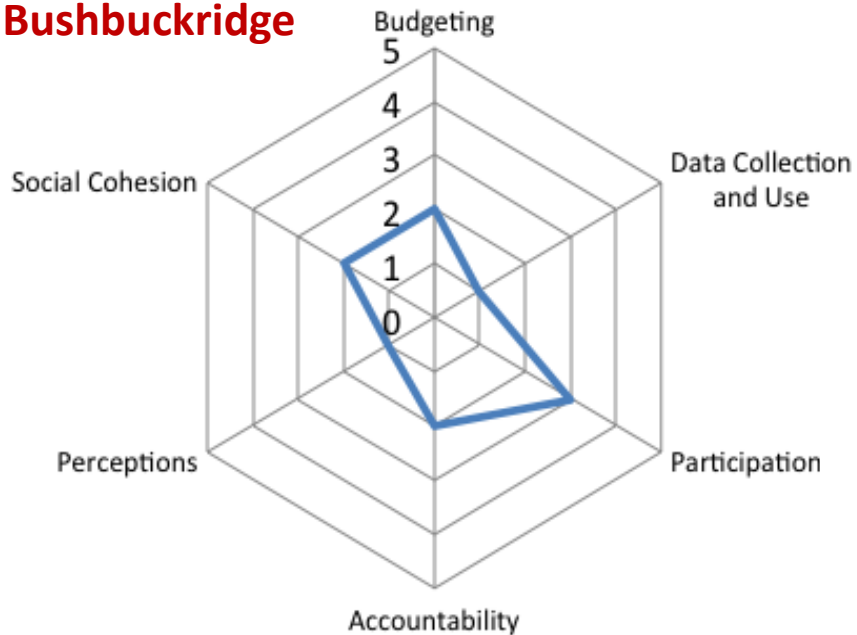 Bushbuckridge
Budgeting
5
4
3
2
1
0
Data Collection
and Use
Participation
Accountability
Perceptions
Social Cohesion